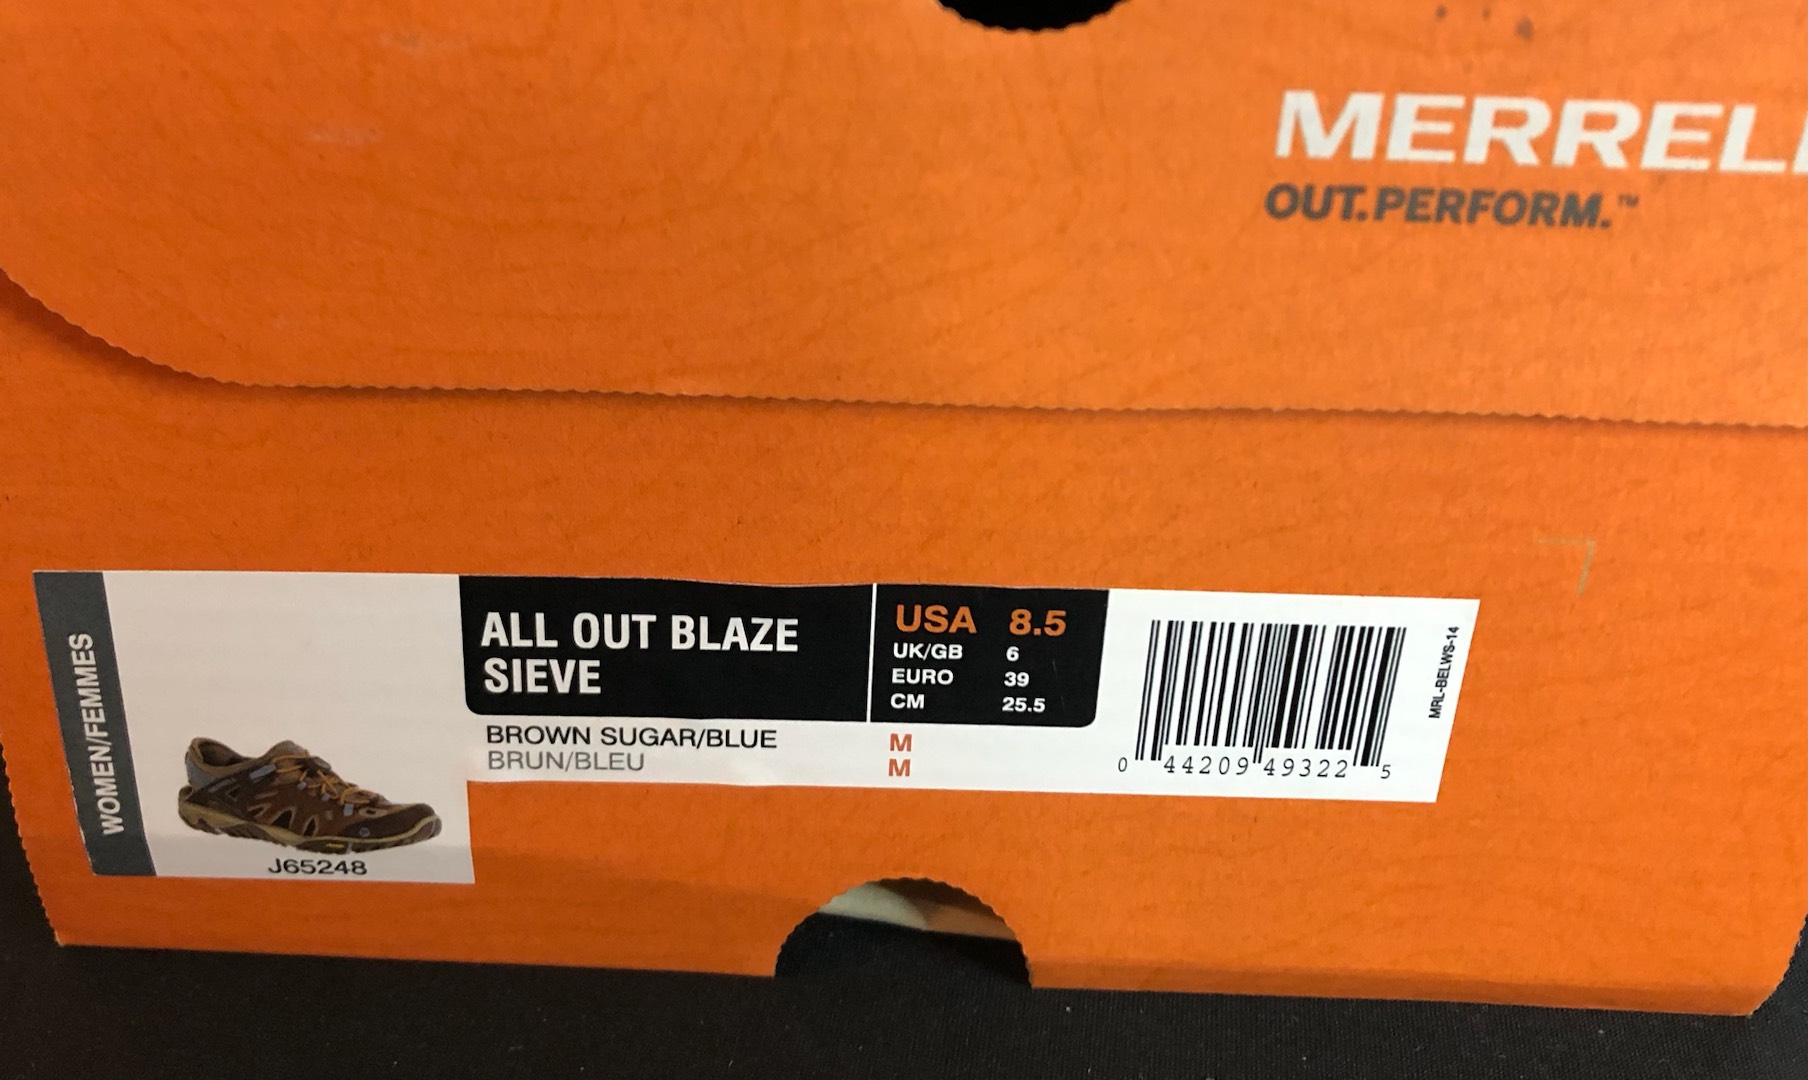 MERRELL
OUT.PERFORM.™
WOMEN/FEMMES
J65248
ALL OUT BLAZE
SIEVE
BROWN SUGAR/BLUE
BRUN/BLEU
USA 8.5
UK/GB 6
EURO 39
CM 25.5
M
M
0 44209 49322 5
MRL-BELWS-14